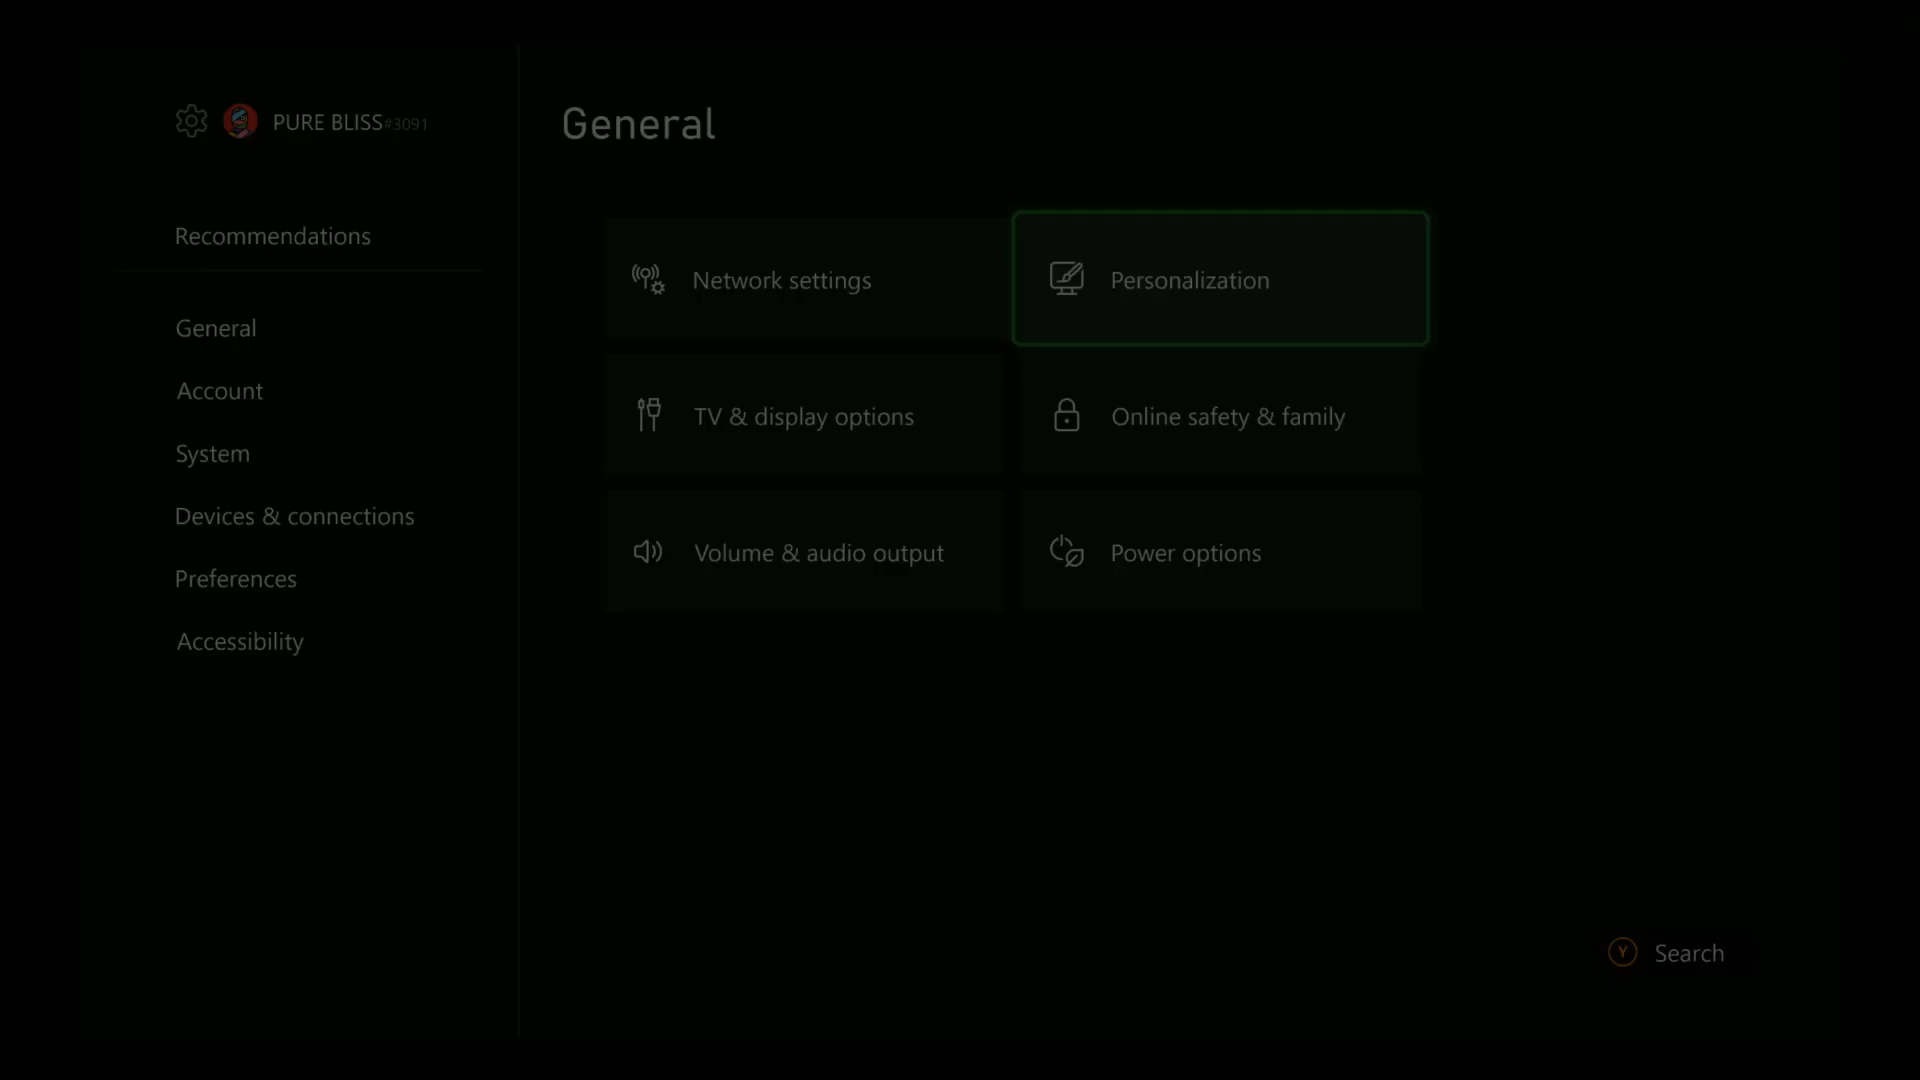 PURE BLISS#3091
Recommendations
General
Account
System
Devices & connections
Preferences
Accessibility
General
Network settings
Personalization
TV & display options
Online safety & family
Volume & audio output
Power options
Y Search